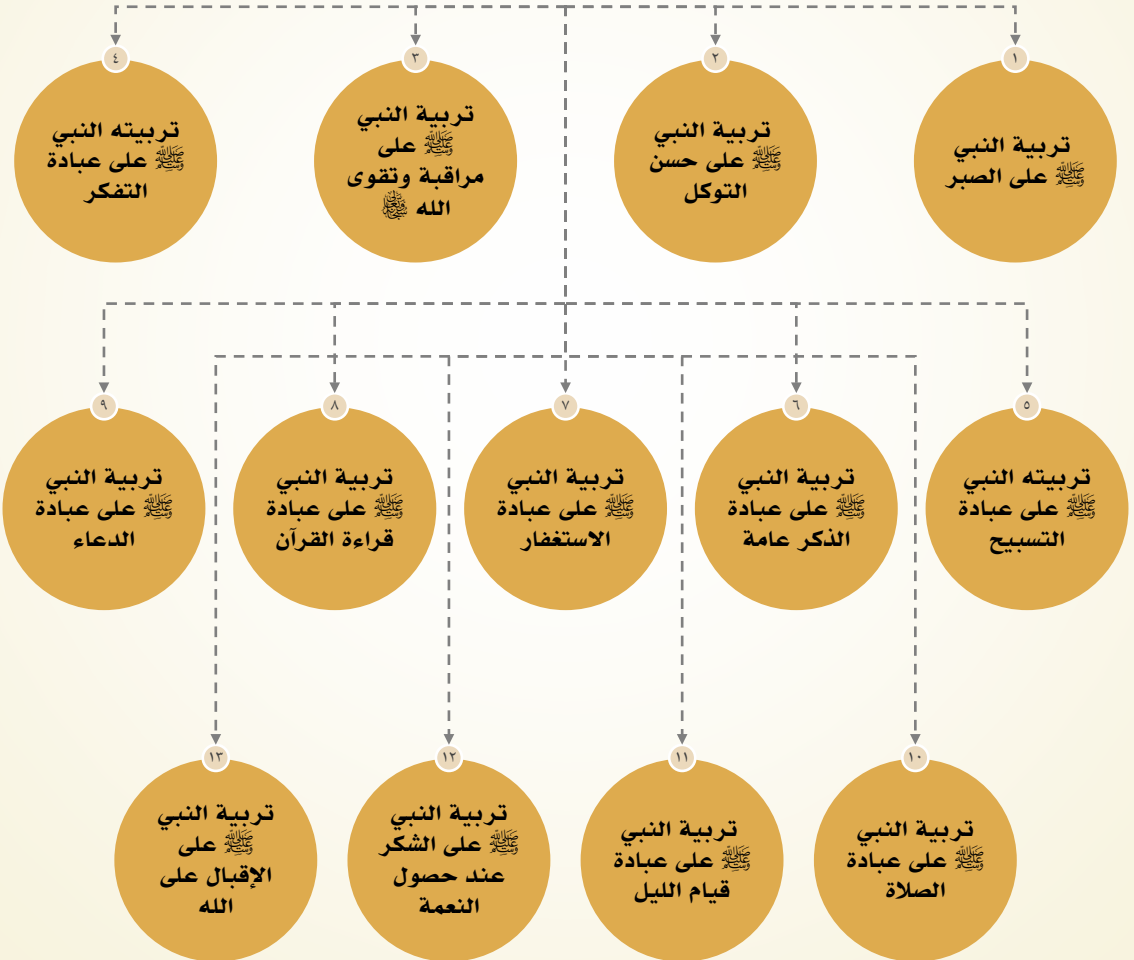 ١
تربية النبي
ﷺ على الصبر
٢
تربية النبي
ﷺ على حسن
التوكل
٣
تربية النبي
ﷺ على
مراقبة وتقوى
الله سبحانه وتعالى
٤
تربيته النبي
ﷺ على عبادة
التفكر
٥
تربيته النبي
ﷺ على عبادة
التسبيح
٦
تربية النبي
ﷺ على عبادة
الذكر عامة
٧
تربية النبي
ﷺ على عبادة
الاستغفار
٨
تربية النبي
ﷺ على عبادة
قراءة القرآن
٩
تربية النبي
ﷺ على عبادة
الدعاء
١٠
تربية النبي
ﷺ على عبادة
الصلاة
١١
تربية النبي
ﷺ على عبادة
قيام الليل
١٢
تربية النبي
ﷺ على الشكر
عند حصول
النعمة
١٣
تربية النبي
ﷺ على
الإقبال على
الله